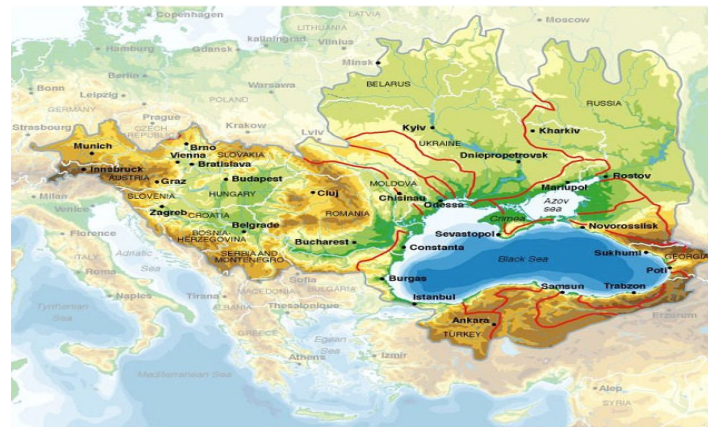 Copenhagen
LATVIA
Moscow
LITHUANIA
kaliningrad
Vilnius
Hamburg
Gdansk
Minsk
Berlin
BELARUS
RUSSIA
Bonn
Leipzig
Warsawa
POLAND
GERMANY
Prague
Strasbourg
CZECH
REPUBLIC
Krakow
Lviv
Kyiv
Kharkiv
UKRAINE
Munich
Brno
Vienna
SLOVAKIA
Bratislava
Dniepropetrovsk
Innsbruck
AUSTRIA
Graz
Budapest
HUNGARY
Cluj
MOLDOVA
Chisinau
Odessa
Mariupol
Rostov
Azov
sea
Milan
SLOVENIA
Venice
Zagreb
CROATIA
ROMANIA
Crimea
Belgrade
BOSNIA-
HERZEGOVINA
Bucharest
Sevastopol
Novorossiisk
Florence
SERBIA AND
MONTENEGRO
Constanta
Black Sea
Sukhumi
GEORGIA
Poti
ITALY
Adriatic
Sea
Roma
Sofia
BULGARIA
Burgas
Naples
Tirana
MACEDONIA
ALBANIA
Thessalonique
Istanbul
Samsun
Trabzon
Tyrrhenian
Sea
GREECE
Ankara
TURKEY
Erzurum
Egean
Sea
Athens
Izmir
Mediterranean Sea
Alep
SYRIA